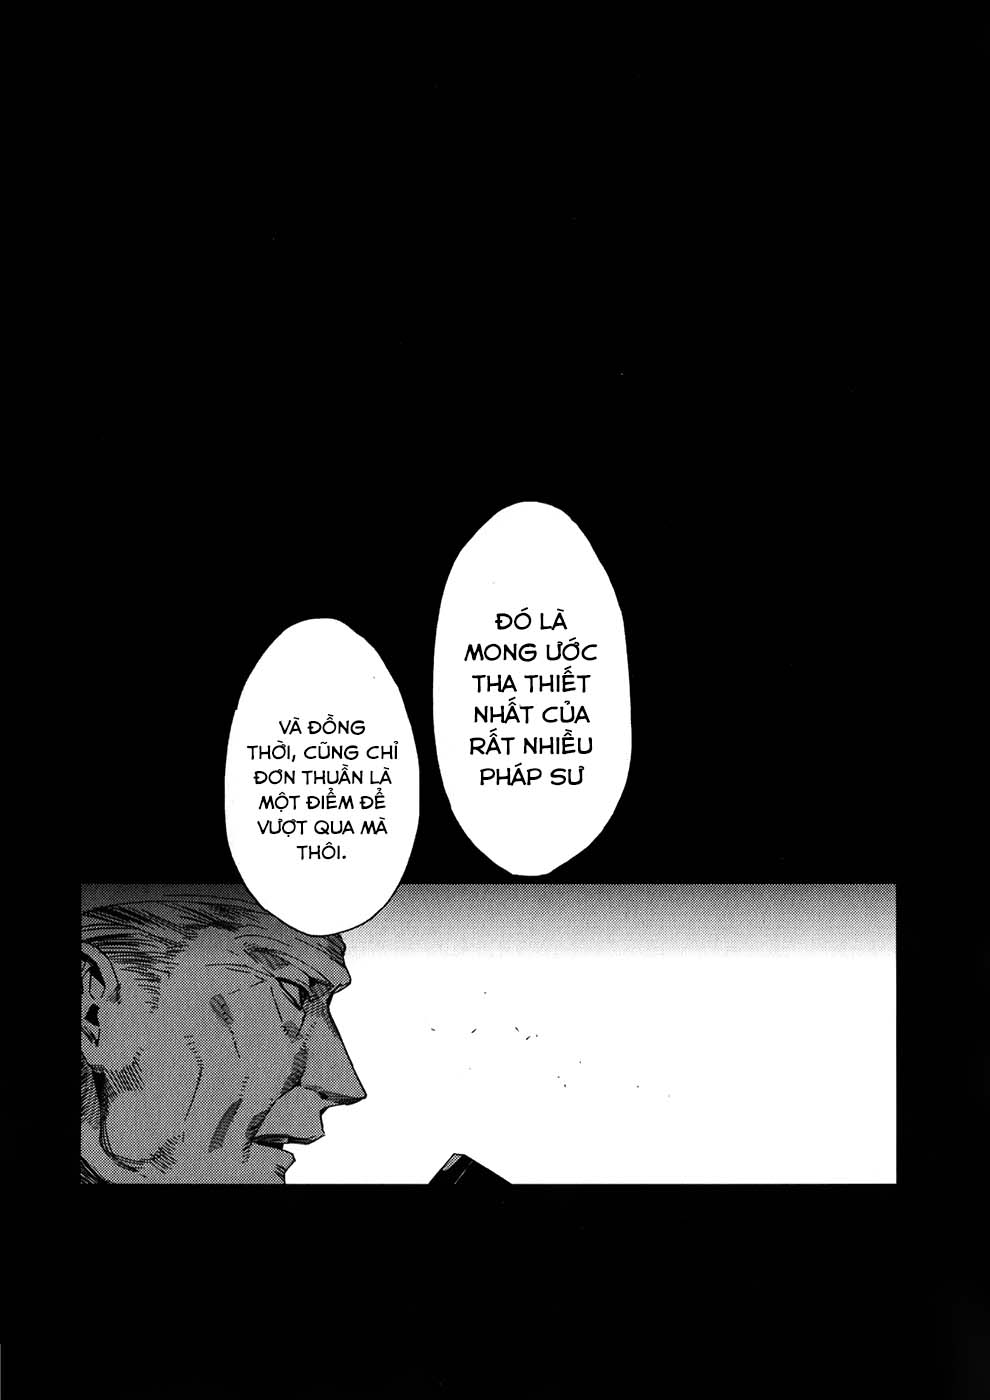 ĐÓ LÀ
MONG ƯỚC
THA THIẾT
NHẤT CỦA
RẤT NHIỀU
PHÁP SƯ
VÀ ĐỒNG
THỜI, CŨNG CHỈ
ĐƠN THUẦN LÀ
MỘT ĐIỂM ĐỂ
VƯỢT QUA MÀ
THÔI.